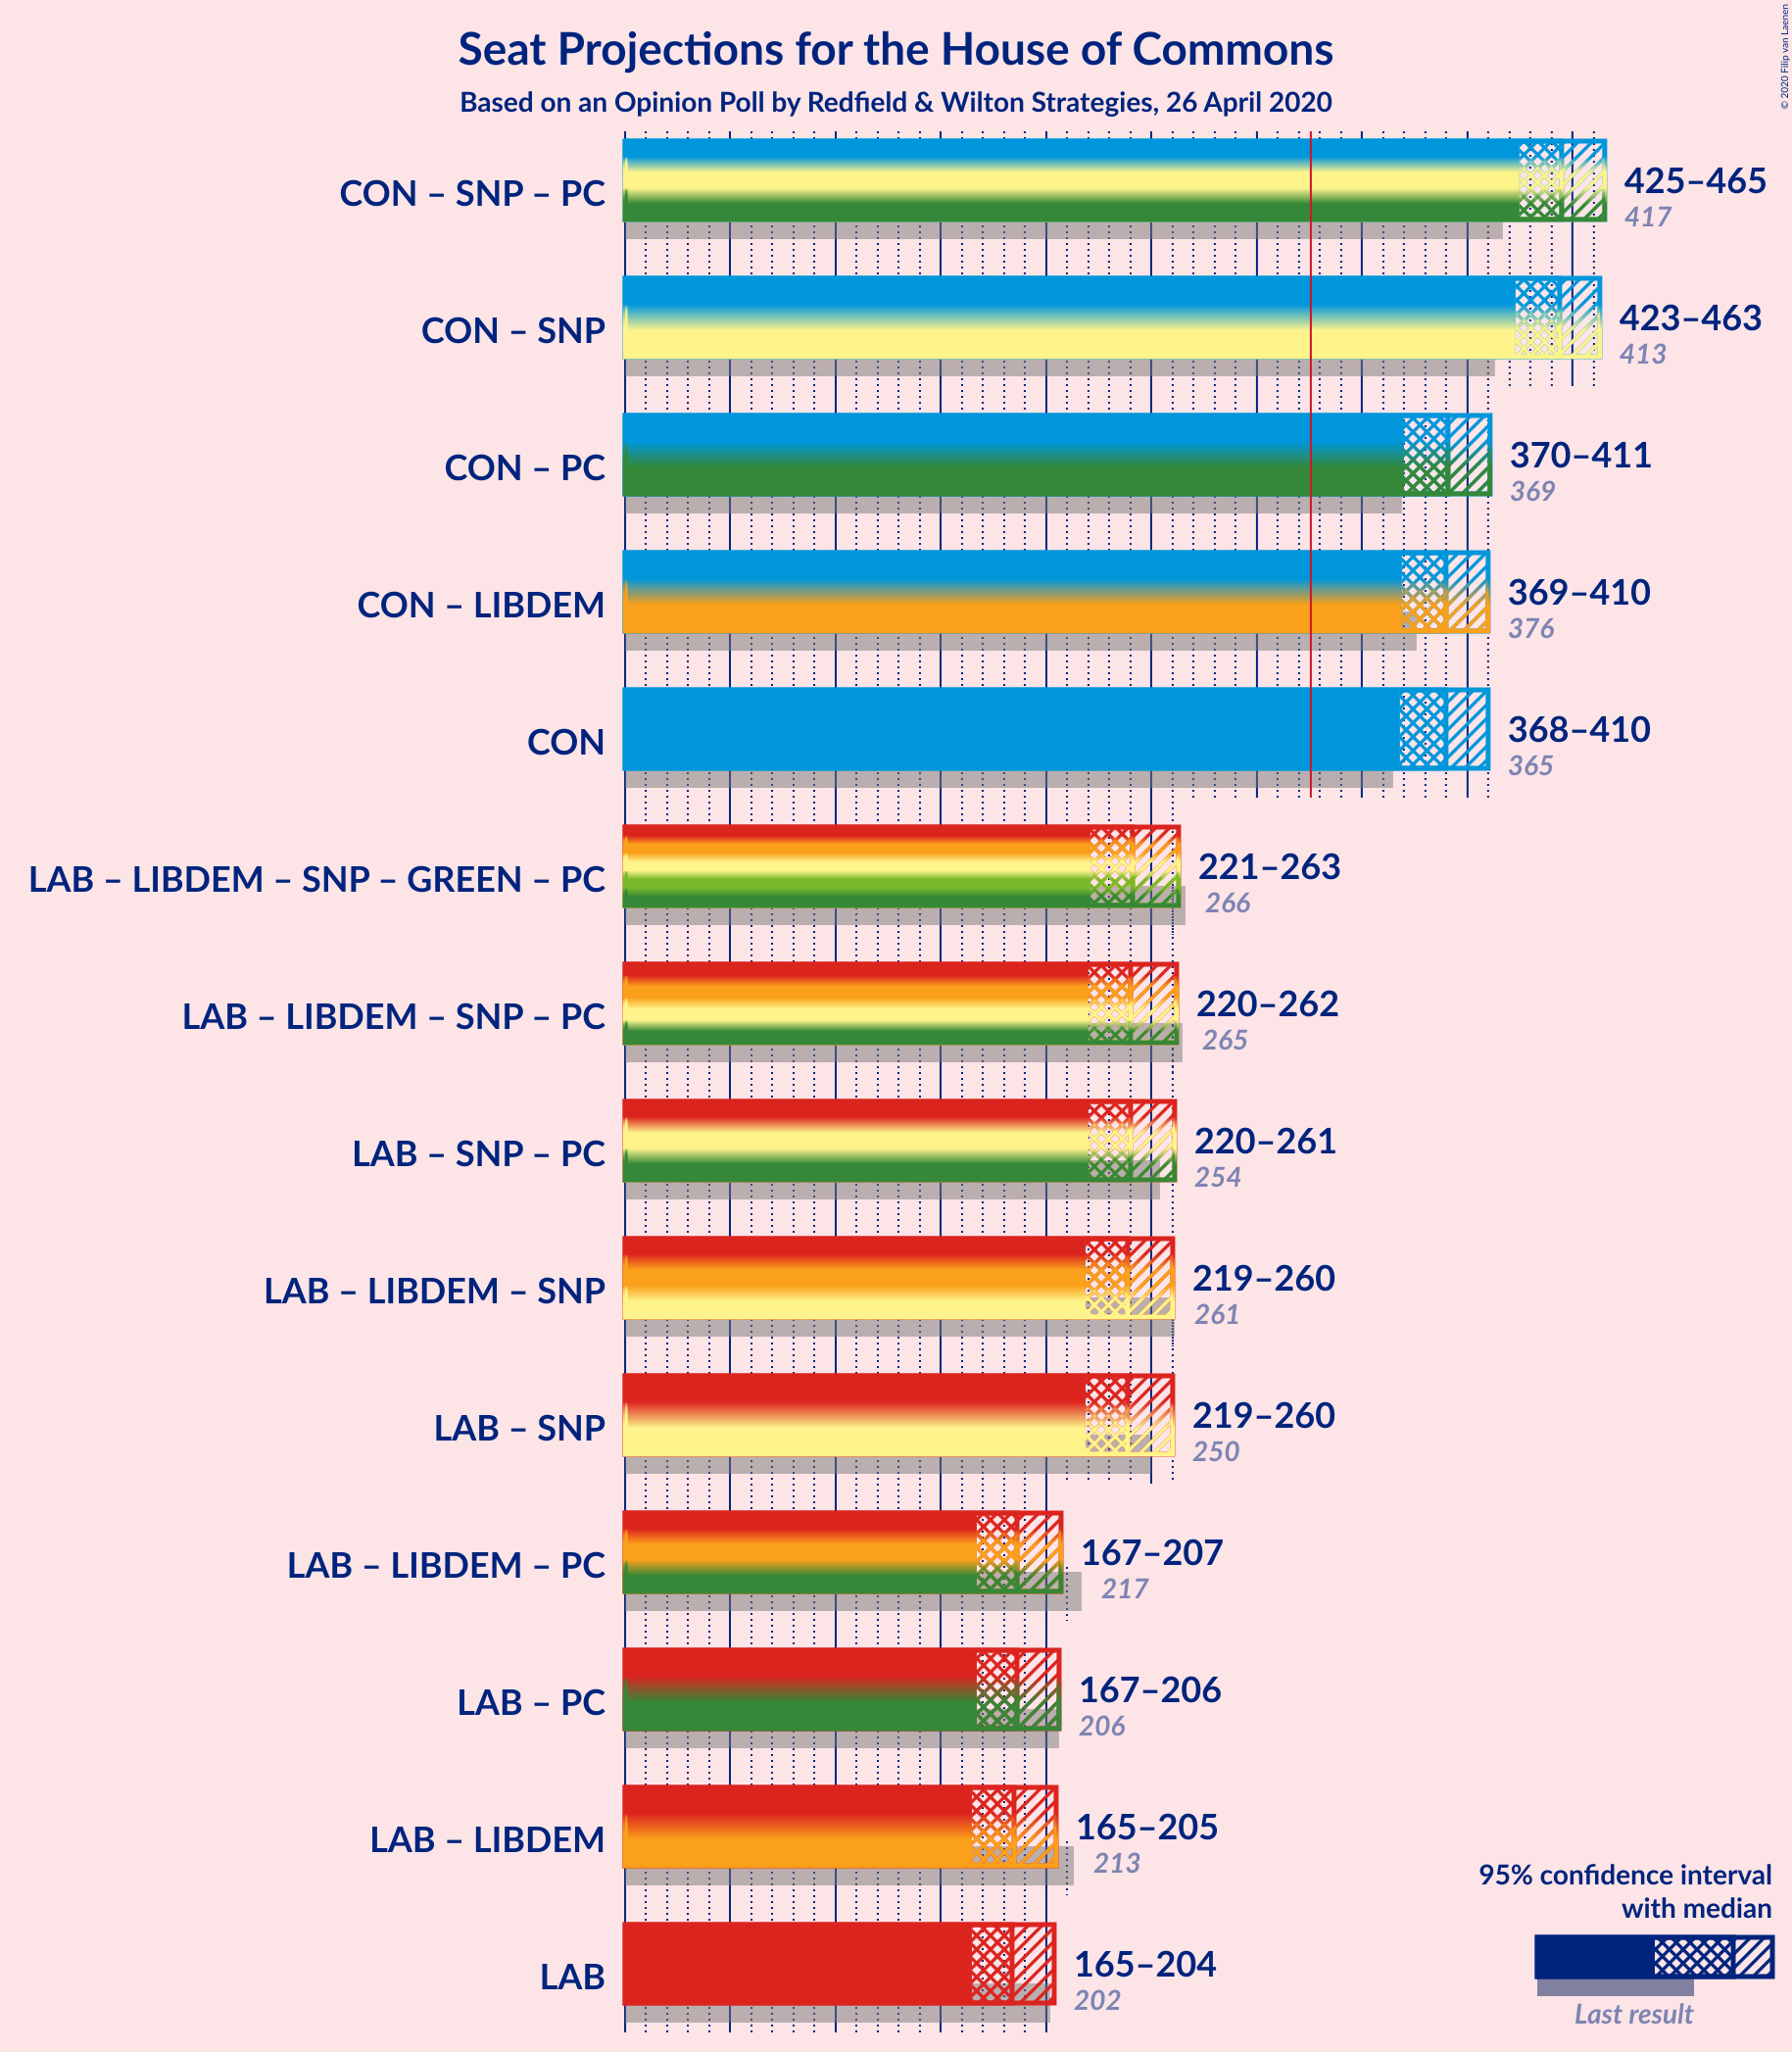 Seat Projections for the House of Commons
Based on an Opinion Poll by Redfield & Wilton Strategies, 26 April 2020
© 2020 Filip van Laenen
CON – SNP – PC
425–465
417
CON – SNP
423–463
413
CON – PC
370–411
369
CON – LIBDEM
369–410
376
CON
368–410
365
LAB – LIBDEM – SNP – GREEN – PC
221–263
266
LAB – LIBDEM – SNP – PC
220–262
265
LAB – SNP – PC
220–261
254
LAB – LIBDEM – SNP
219–260
261
LAB – SNP
219–260
250
LAB – LIBDEM – PC
167–207
217
LAB – PC
167–206
206
LAB – LIBDEM
165–205
213
LAB
165–204
202
95% confidence interval
with median
Last result